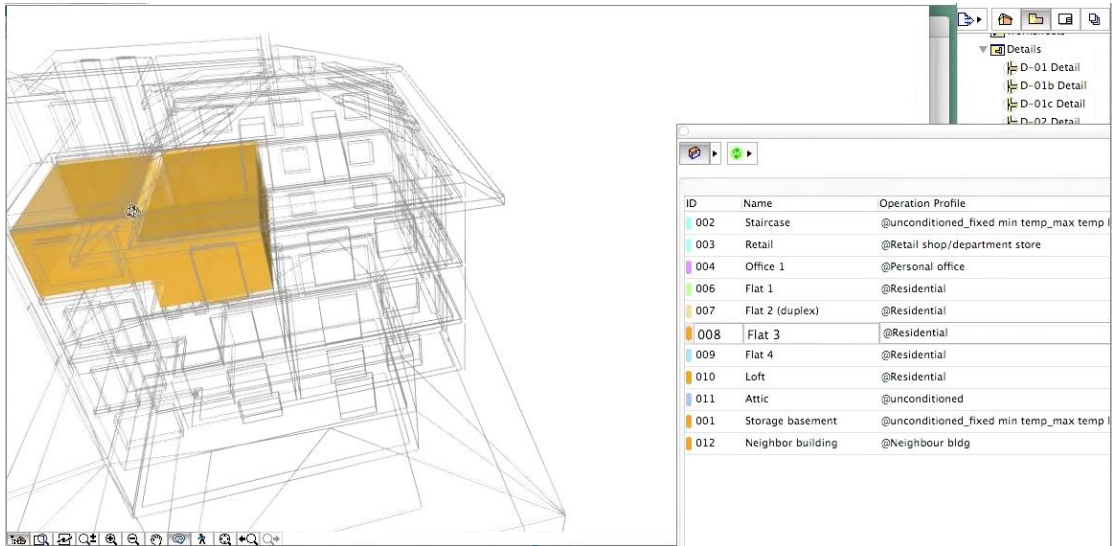 Details
D-01 Detail
D-01b Detail
D-01c Detail
D-02 Detail
ID Name Operation Profile
002 Staircase @unconditioned_fixed min temp_max temp
003 Retail @Retail shop/department store
004 Office 1 @Personal office
006 Flat 1 @Residential
007 Flat 2 (duplex) @Residential
008 Flat 3 @Residential
009 Flat 4 @Residential
010 Loft @Residential
011 Attic @unconditioned
001 Storage basement @unconditioned_fixed min temp_max temp
012 Neighbor building @Neighbour bldg